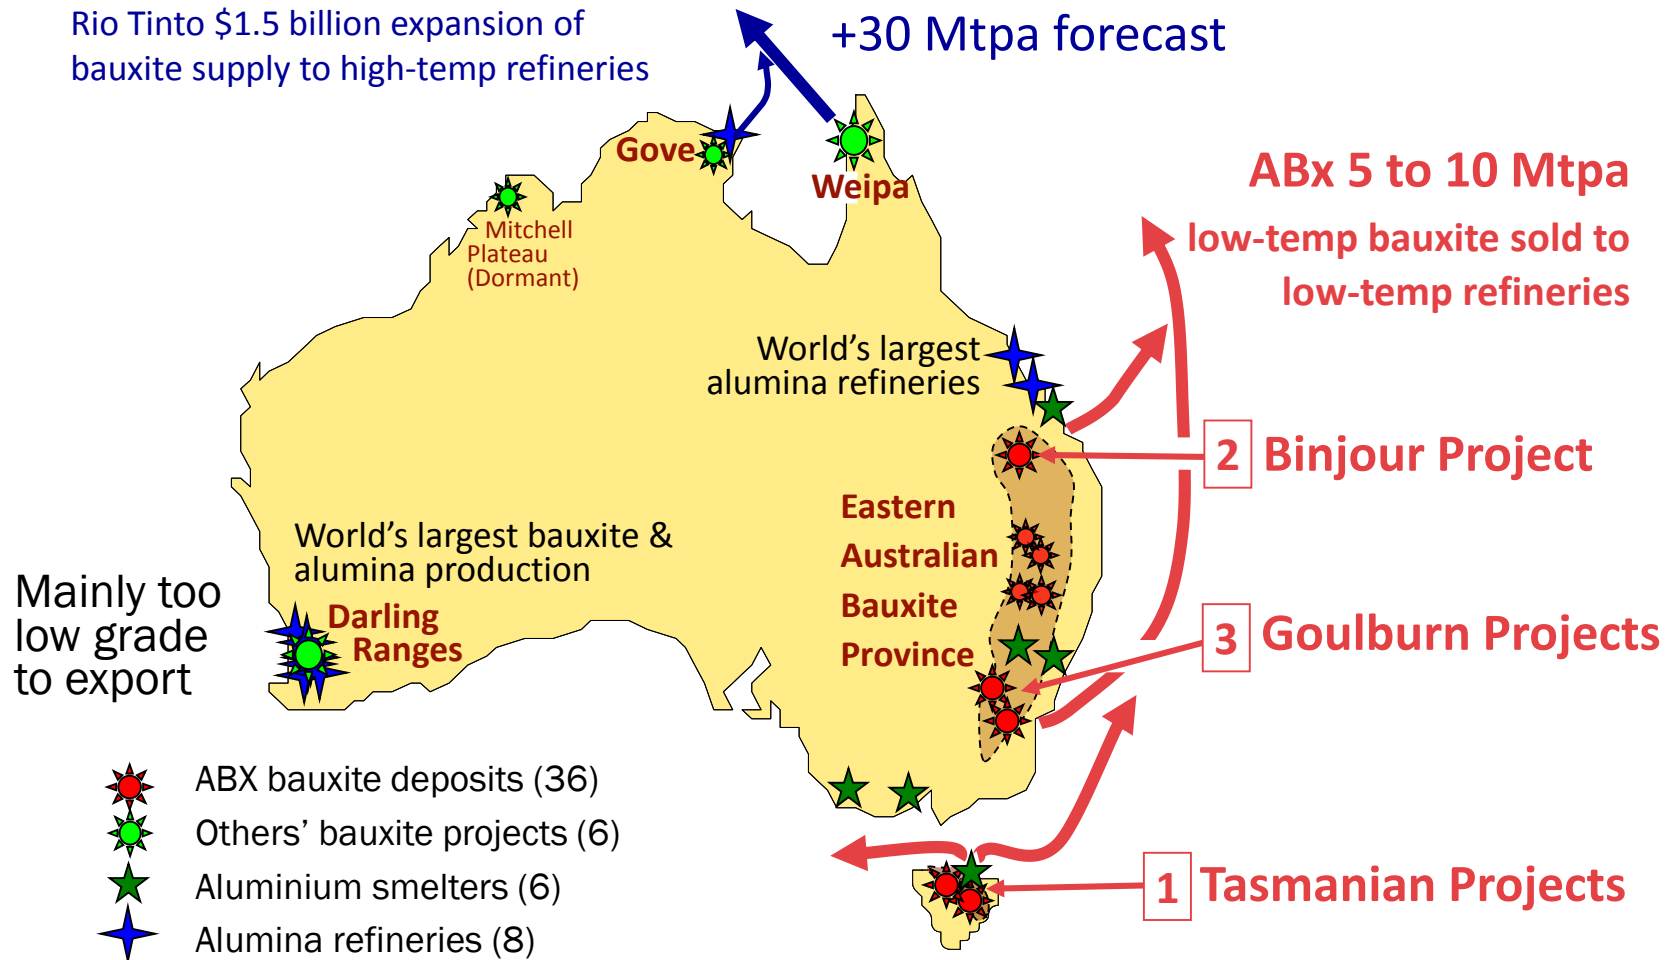 Rio Tinto $1.5 billion expansion of
bauxite supply to high-temp refineries
+30 Mtpa forecast
Gove
Weipa
Mitchell
Plateau
(Dormant)
ABx 5 to 10 Mtpa
low-temp bauxite sold to
low-temp refineries
World’s largest
alumina refineries
2 Binjour Project
Eastern
Australian
Bauxite
Province
World’s largest bauxite &
alumina production
Mainly too
low grade
to export
Darling
Ranges
3 Goulburn Projects
ABX bauxite deposits (36)
Others’ bauxite projects (6)
Aluminium smelters (6)
Alumina refineries (8)
1 Tasmanian Projects